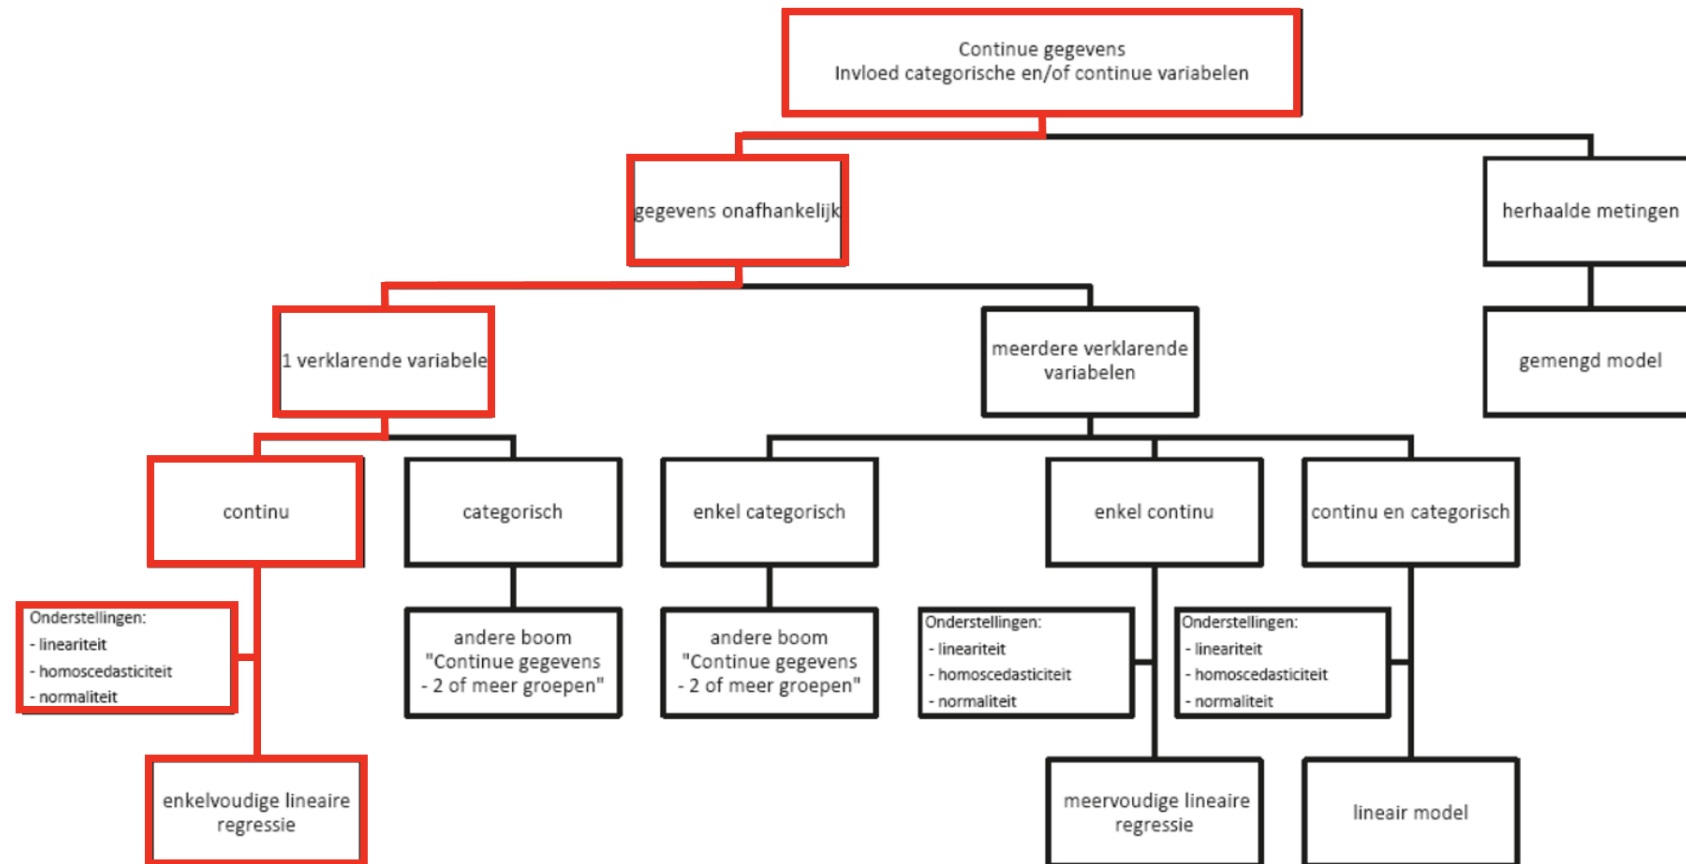 Continue gegevens
Invloed categorische en/of continue variabelen
gegevens onafhankelijk
herhaalde metingen
1 verklarende variabele
meerdere verklarende
variabelen
gemengd model
continu
categorisch
enkel categorisch
enkel continu
continu en categorisch
Onderstellingen:
- lineariteit
- homoscedasticiteit
- normaliteit
andere boom
"Continue gegevens
- 2 of meer groepen"
andere boom
"Continue gegevens
- 2 of meer groepen"
Onderstellingen:
- lineariteit
- homoscedasticiteit
- normaliteit
Onderstellingen:
- lineariteit
- homoscedasticiteit
- normaliteit
enkelvoudige lineaire
regressie
meervoudige lineaire
regressie
lineair model